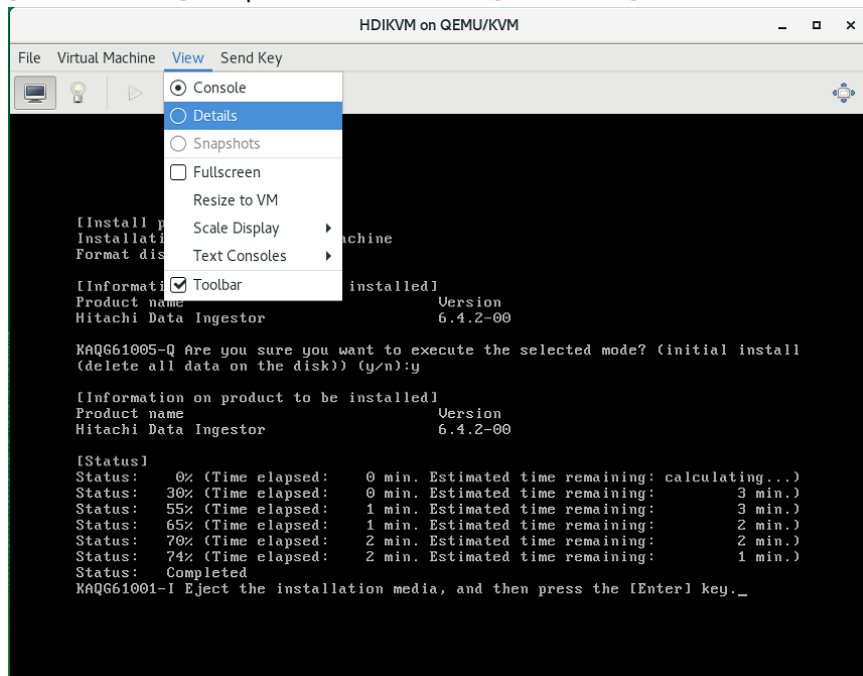 HDIKVM on QEMU/KVM
File Virtual Machine View Send Key
Console
Details
Snapshots
Fullscreen
Resize to VM
Scale Display
Text Consoles
Toolbar
[Install p
Installati achine
Format dis
[Informati installed]
Product name Version
Hitachi Data Ingestor 6.4.2-00
KAQG61005-Q Are you sure you want to execute the selected mode? (initial install
(delete all data on the disk)) (y/n):y
[Information on product to be installed]
Product name Version
Hitachi Data Ingestor 6.4.2-00
[Status]
Status: 0% (Time elapsed: 0 min. Estimated time remaining: calculating...)
Status: 30% (Time elapsed: 0 min. Estimated time remaining: 3 min.)
Status: 55% (Time elapsed: 1 min. Estimated time remaining: 3 min.)
Status: 65% (Time elapsed: 1 min. Estimated time remaining: 2 min.)
Status: 70% (Time elapsed: 2 min. Estimated time remaining: 2 min.)
Status: 74% (Time elapsed: 2 min. Estimated time remaining: 1 min.)
Status: Completed
KAQG61001-I Eject the installation media, and then press the [Enter] key._